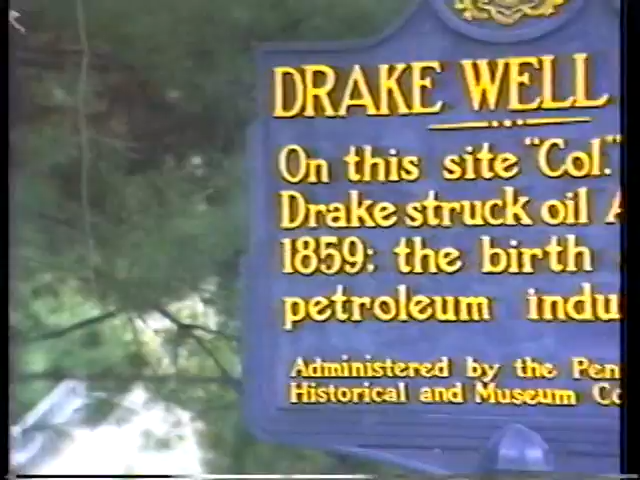 DRAKE WELL
On this site "Col."
Drake struck oil
1859: the birth
petroleum indu
Administered by the Pen
Historical and Museum Co